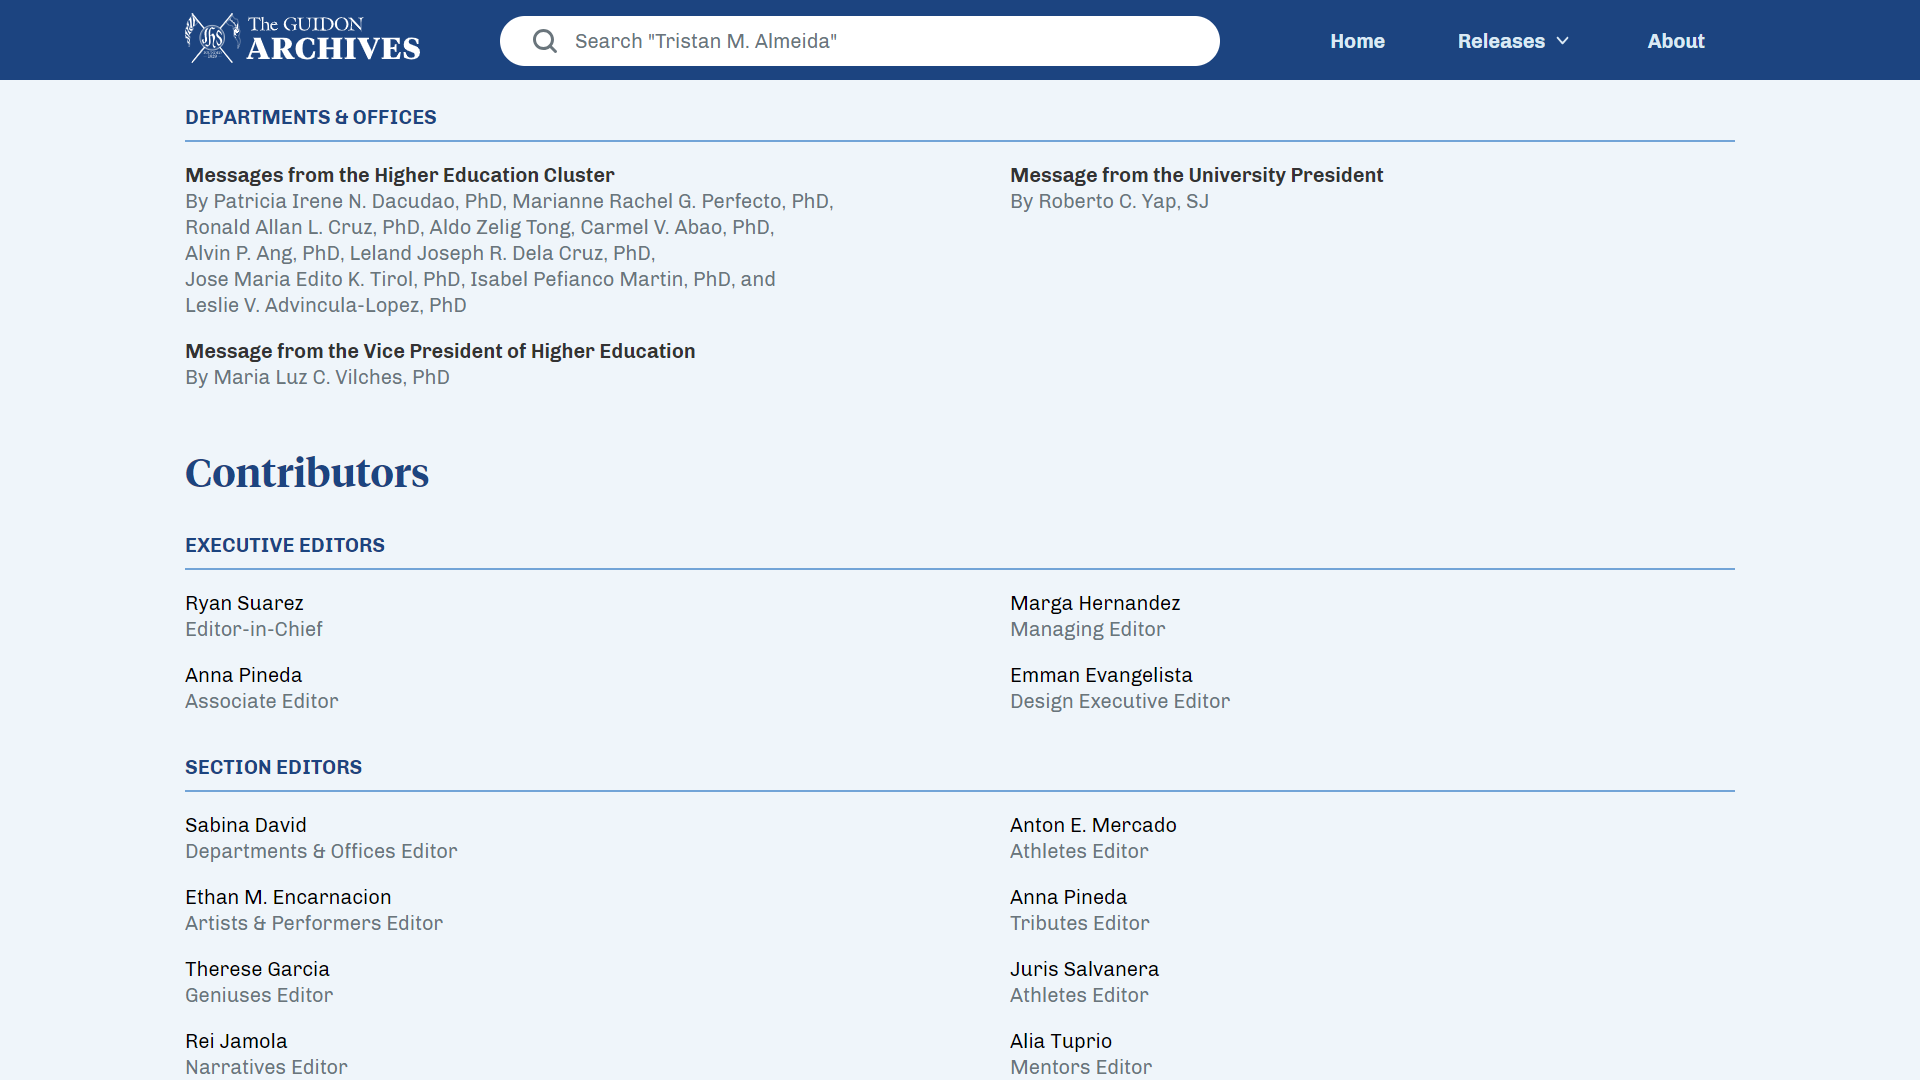 The GUIDON
ARCHIVES
Search "Tristan M. Almeida"
Home
Releases
About
DEPARTMENTS & OFFICES
Messages from the Higher Education Cluster
By Patricia Irene N. Dacudao, PhD, Marianne Rachel G. Perfecto, PhD,
Ronald Allan L. Cruz, PhD, Aldo Zelig Tong, Carmel V. Abao, PhD,
Alvin P. Ang, PhD, Leland Joseph R. Dela Cruz, PhD,
Jose Maria Edito K. Tirol, PhD, Isabel Pefianco Martin, PhD, and
Leslie V. Advincula-Lopez, PhD
Message from the University President
By Roberto C. Yap, SJ
Message from the Vice President of Higher Education
By Maria Luz C. Vilches, PhD
Contributors
EXECUTIVE EDITORS
Ryan Suarez
Editor-in-Chief
Marga Hernandez
Managing Editor
Anna Pineda
Associate Editor
Emman Evangelista
Design Executive Editor
SECTION EDITORS
Sabina David
Departments & Offices Editor
Anton E. Mercado
Athletes Editor
Ethan M. Encarnacion
Artists & Performers Editor
Anna Pineda
Tributes Editor
Therese Garcia
Geniuses Editor
Juris Salvanera
Athletes Editor
Rei Jamola
Narratives Editor
Alia Tuprio
Mentors Editor